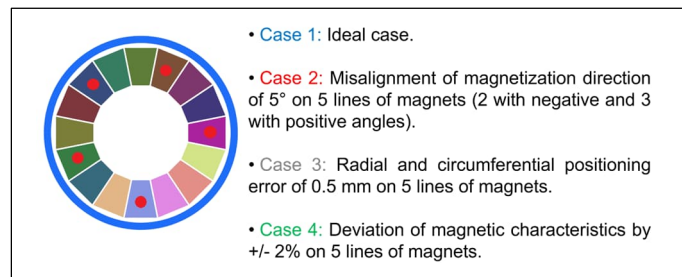 • Case 1: Ideal case.
• Case 2: Misalignment of magnetization direction
of 5° on 5 lines of magnets (2 with negative and 3
with positive angles).
• Case 3: Radial and circumferential positioning
error of 0.5 mm on 5 lines of magnets.
• Case 4: Deviation of magnetic characteristics by
+/- 2% on 5 lines of magnets.